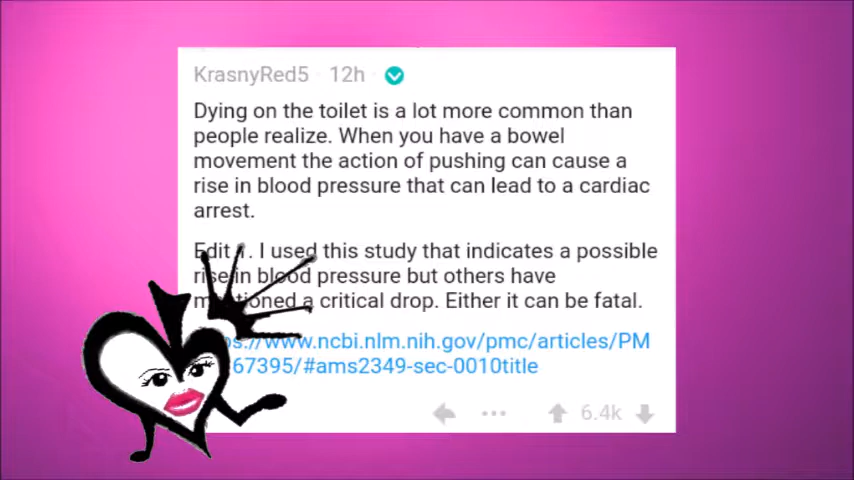 KrasnyRed5 · 12h
Dying on the toilet is a lot more common than
people realize. When you have a bowel
movement the action of pushing can cause a
rise in blood pressure that can lead to a cardiac
arrest.
Edit 1. I used this study that indicates a possible
rise in blood pressure but others have
mentioned a critical drop. Either it can be fatal.
ps://www.ncbi.nlm.nih.gov/pmc/articles/PM
67395/#ams2349-sec-0010title
6.4k